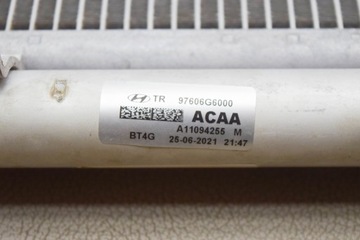 TR 97606G6000
ACAA
A11094255 M
BT4G 25-06-2021 21:47